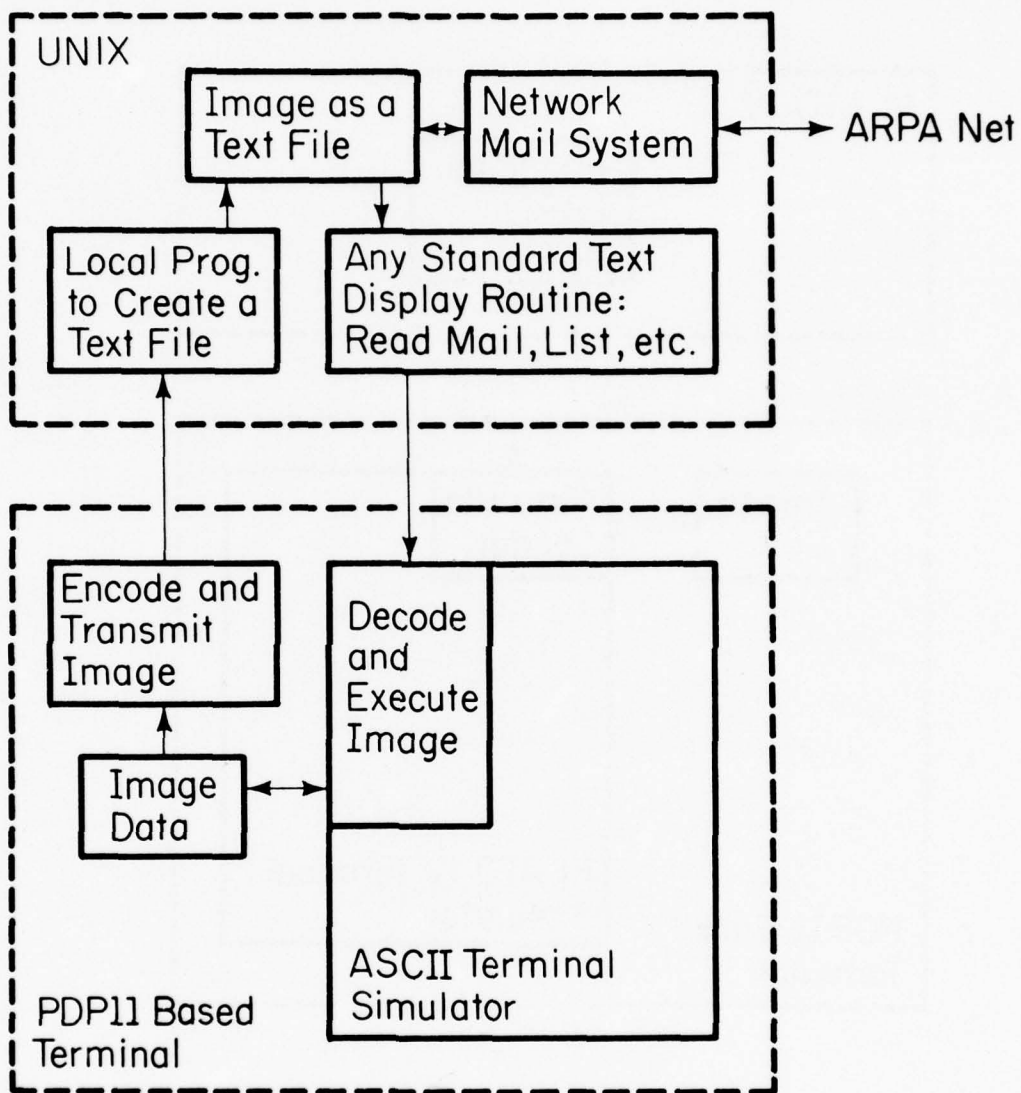 UNIX
Image as a
Text File
Network
Mail System
ARPA Net
Local Prog.
to Create a
Text File
Any Standard Text
Display Routine:
Read Mail, List, etc.
Encode and
Transmit
Image
Decode
and
Execute
Image
Image
Data
ASCII Terminal
Simulator
PDP11 Based
Terminal